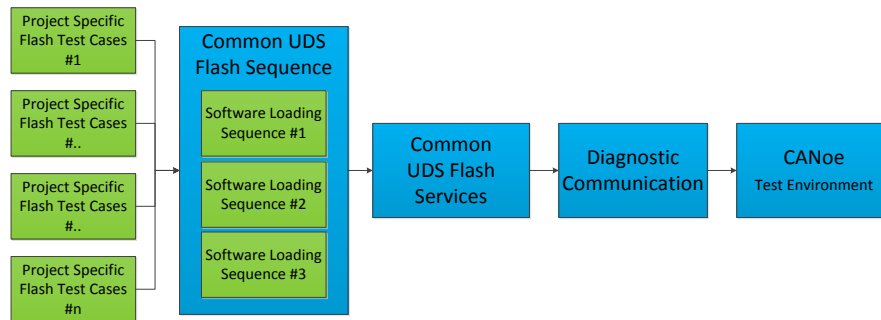 Project Specific
Flash Test Cases
#1
Project Specific
Flash Test Cases
#..
Project Specific
Flash Test Cases
#..
Project Specific
Flash Test Cases
#n
Common UDS
Flash Sequence
Software Loading
Sequence #1
Software Loading
Sequence #2
Software Loading
Sequence #3
Common
UDS Flash
Services
Diagnostic
Communication
CANoe
Test Environment